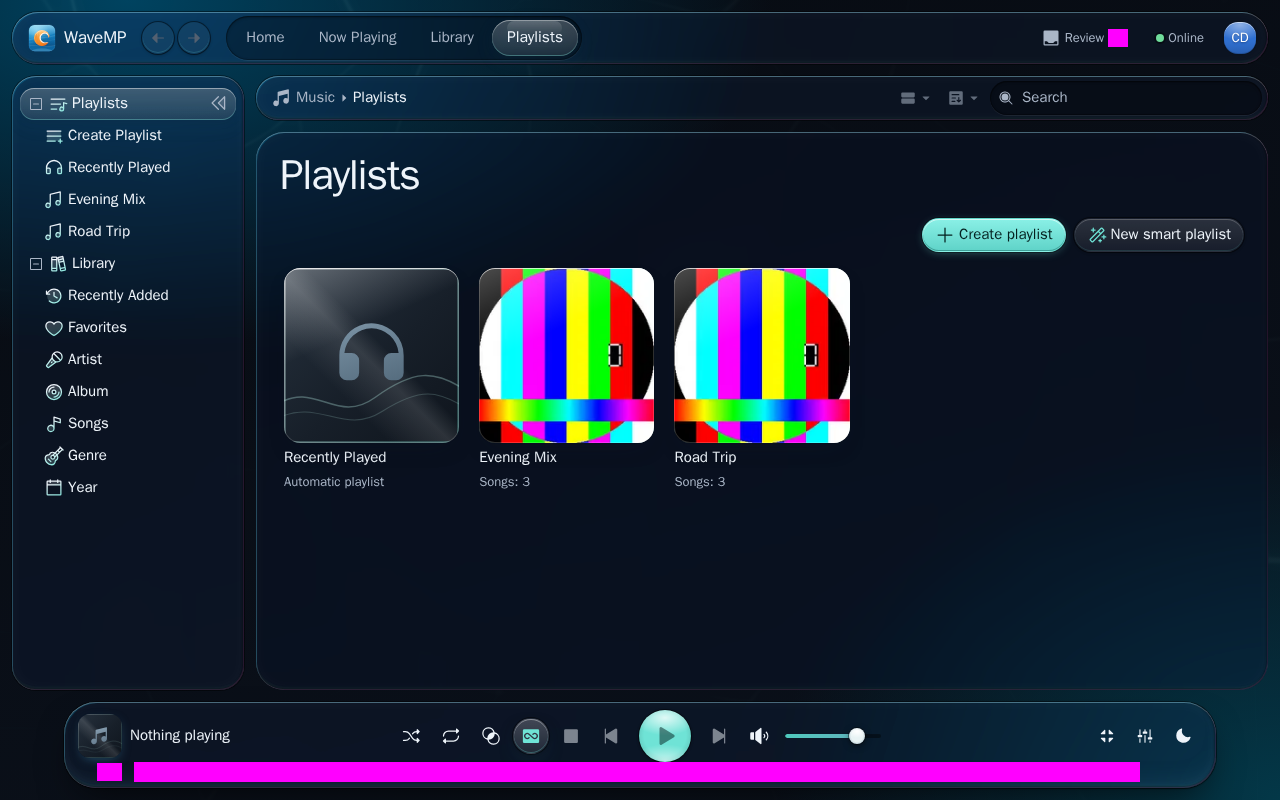 WaveMP
Home
Now Playing
Library
Playlists
Review
Online
CD
Playlists
Create Playlist
Recently Played
Evening Mix
Road Trip
Library
Recently Added
Favorites
Artist
Album
Songs
Genre
Year
Music
Playlists
Search
Playlists
Create playlist
New smart playlist
Recently Played
Automatic playlist
Evening Mix
Songs: 3
Road Trip
Songs: 3
Nothing playing